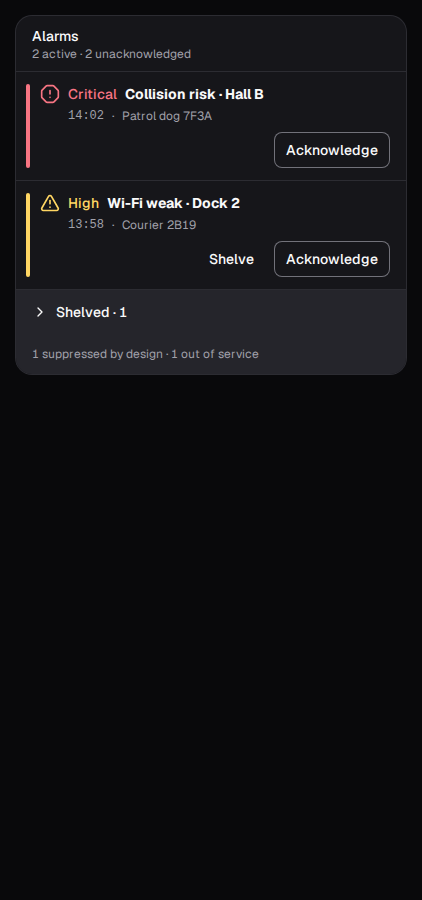 Alarms
2 active · 2 unacknowledged
Critical Collision risk · Hall B
14:02 · Patrol dog 7F3A
Acknowledge
High Wi-Fi weak · Dock 2
13:58 · Courier 2B19
Shelve Acknowledge
Shelved · 1
1 suppressed by design · 1 out of service